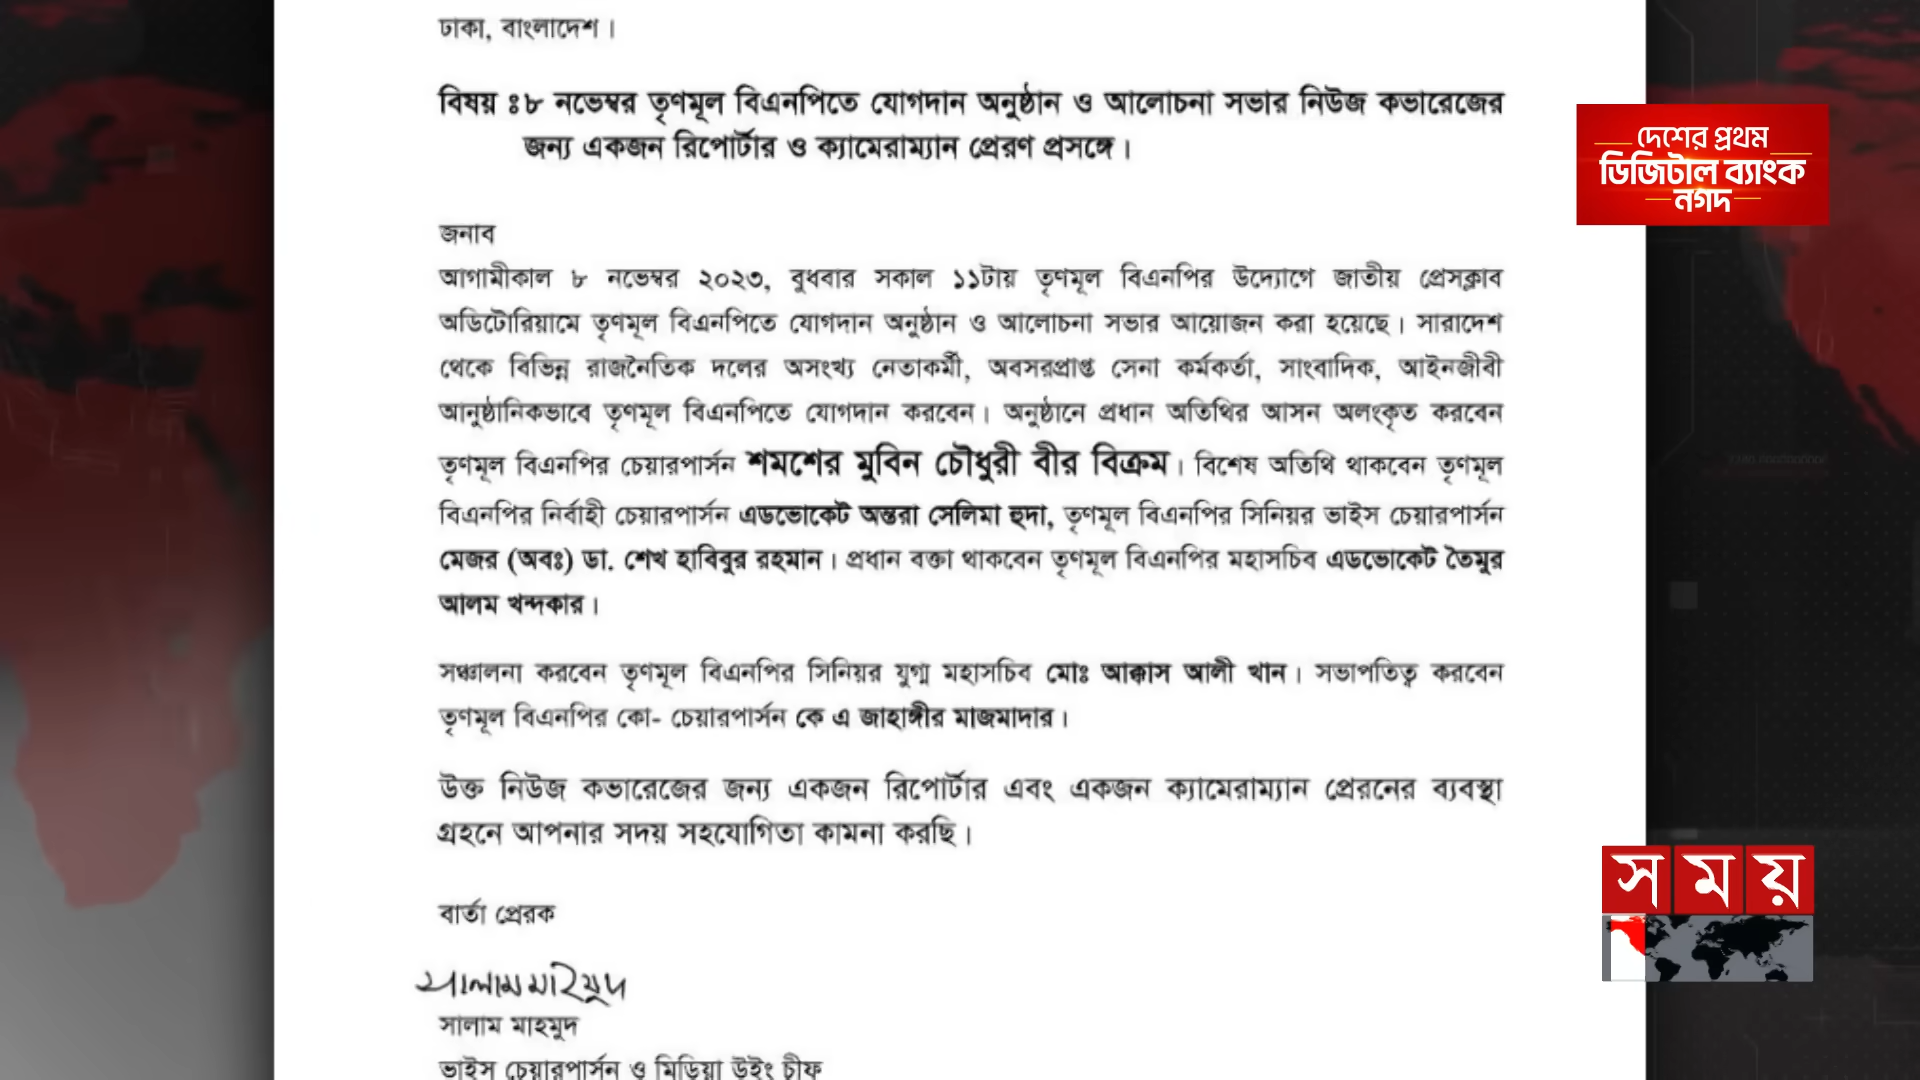 ঢাকা, বাংলাদেশ।
বিষয় ঃ৮ নভেম্বর তৃণমূল বিএনপিতে যোগদান অনুষ্ঠান ও আলোচনা সভার নিউজ কভারেজের
জন্য একজন রিপোর্টার ও ক্যামেরাম্যান প্রেরণ প্রসঙ্গে।
জনাব
আগামীকাল ৮ নভেম্বর ২০২৩, বুধবার সকাল ১১টায় তৃণমূল বিএনপির উদ্যোগে জাতীয় প্রেসক্লাব
অডিটোরিয়ামে তৃণমূল বিএনপিতে যোগদান অনুষ্ঠান ও আলোচনা সভার আয়োজন করা হয়েছে। সারাদেশ
থেকে বিভিন্ন রাজনৈতিক দলের অসংখ্য নেতাকর্মী, অবসরপ্রাপ্ত সেনা কর্মকর্তা, সাংবাদিক, আইনজীবী
আনুষ্ঠানিকভাবে তৃণমূল বিএনপিতে যোগদান করবেন। অনুষ্ঠানে প্রধান অতিথির আসন অলংকৃত করবেন
তৃণমূল বিএনপির চেয়ারপার্সন শমশের মুবিন চৌধুরী বীর বিক্রম। বিশেষ অতিথি থাকবেন তৃণমূল
বিএনপির নির্বাহী চেয়ারপার্সন এডভোকেট অন্তরা সেলিমা হুদা, তৃণমূল বিএনপির সিনিয়র ভাইস চেয়ারপার্সন
মেজর (অবঃ) ডা. শেখ হাবিবুর রহমান। প্রধান বক্তা থাকবেন তৃণমূল বিএনপির মহাসচিব এডভোকেট তৈমুর
আলম খন্দকার।
সঞ্চালনা করবেন তৃণমূল বিএনপির সিনিয়র যুগ্ম মহাসচিব মোঃ আক্কাস আলী খান। সভাপতিত্ব করবেন
তৃণমূল বিএনপির কো- চেয়ারপার্সন কে এ জাহাঙ্গীর মাজমাদার।
উক্ত নিউজ কভারেজের জন্য একজন রিপোর্টার এবং একজন ক্যামেরাম্যান প্রেরনের ব্যবস্থা
গ্রহনে আপনার সদয় সহযোগিতা কামনা করছি।
বার্তা প্রেরক
সালাম মাহমুদ
সালাম মাহমুদ
ভাইস চেয়ারপার্সন ও মিডিয়া উইং চীফ
দেশের প্রথম
ডিজিটাল ব্যাংক
নগদ
সময়